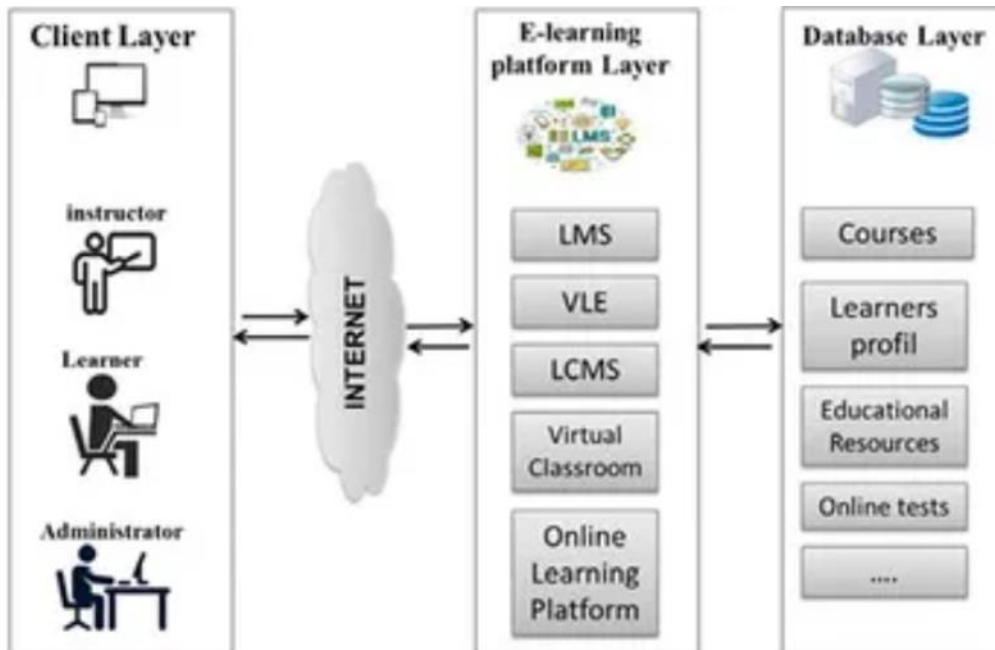 Client Layer
instructor
Learner
Administrator
INTERNET
E-learning
platform Layer
LMS
LMS
VLE
LCMS
Virtual
Classroom
Online
Learning
Platform
Database Layer
Courses
Learners
profil
Educational
Resources
Online tests
....